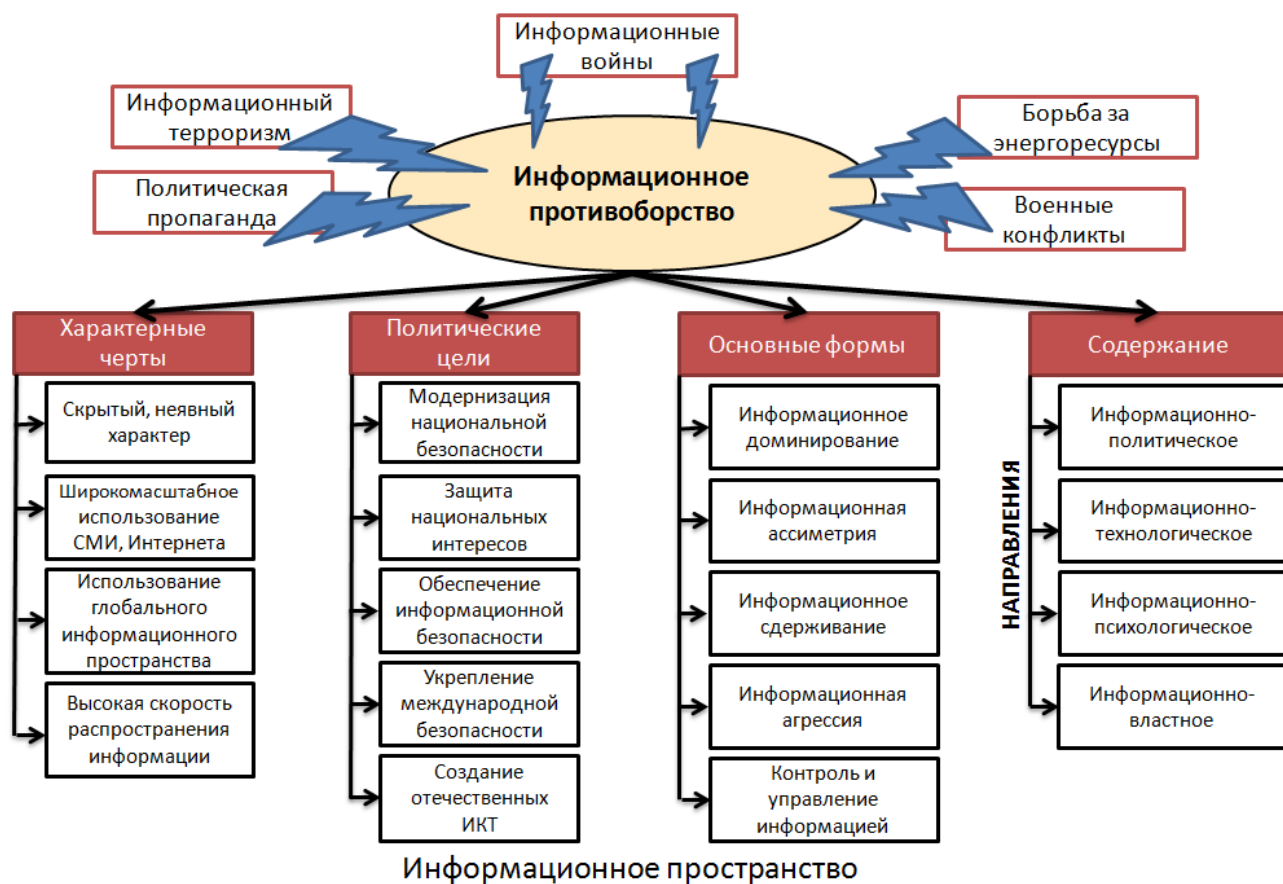 Информационные
войны
Информационный
терроризм
Борьба за
энергоресурсы
Политическая
пропаганда
Военные
конфликты
Информационное
противоборство
Характерные
черты
Скрытый, неявный
характер
Широкомасштабное
использование
СМИ, Интернета
Использование
глобального
информационного
пространства
Высокая скорость
распространения
информации
Политические
цели
Модернизация
национальной
безопасности
Защита
национальных
интересов
Обеспечение
информационной
безопасности
Укрепление
международной
безопасности
Создание
отечественных
ИКТ
Основные формы
Информационное
доминирование
Информационная
ассиметрия
Информационное
сдерживание
Информационная
агрессия
Контроль и
управление
информацией
Содержание
НАПРАВЛЕНИЯ
Информационно-
политическое
Информационно-
технологическое
Информационно-
психологическое
Информационно-
властное
Информационное пространство